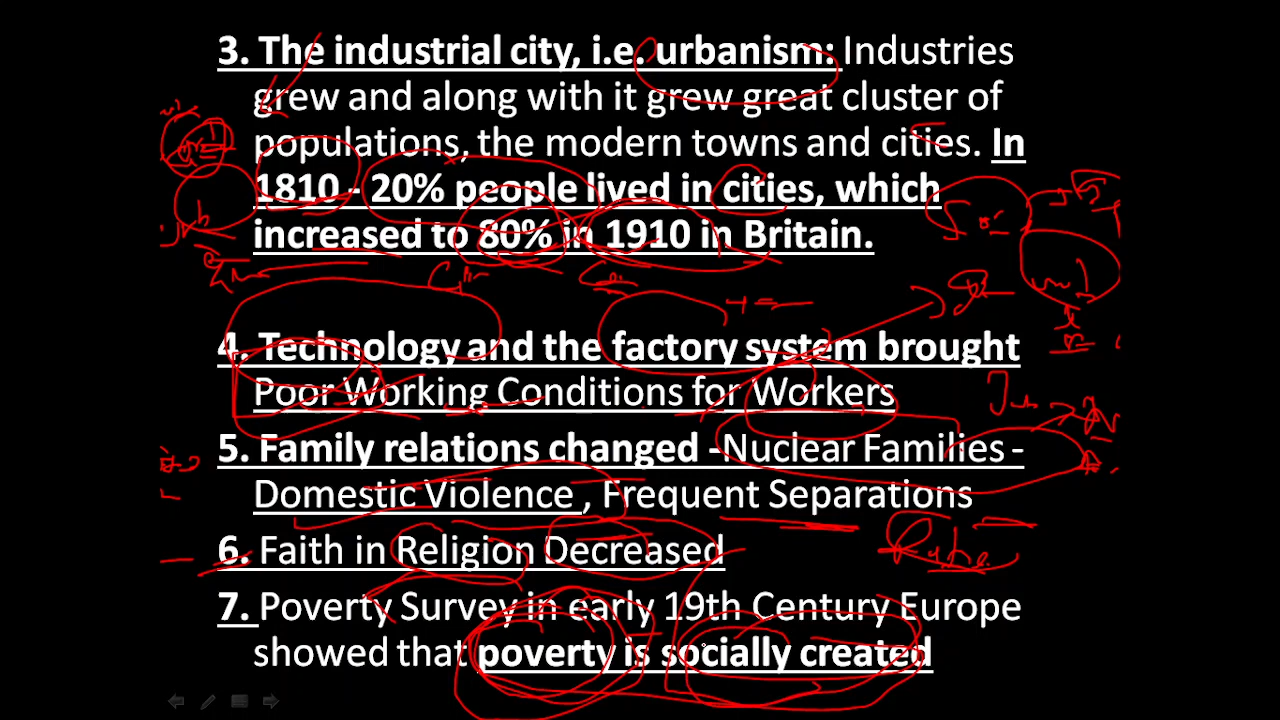 3. The industrial city, i.e. urbanism: Industries
grew and along with it grew great cluster of
populations, the modern towns and cities. In
1810 - 20% people lived in cities, which
increased to 80% in 1910 in Britain.
4. Technology and the factory system brought
Poor Working Conditions for Workers
5. Family relations changed -Nuclear Families -
Domestic Violence , Frequent Separations
6. Faith in Religion Decreased
7. Poverty Survey in early 19th Century Europe
showed that poverty is socially created